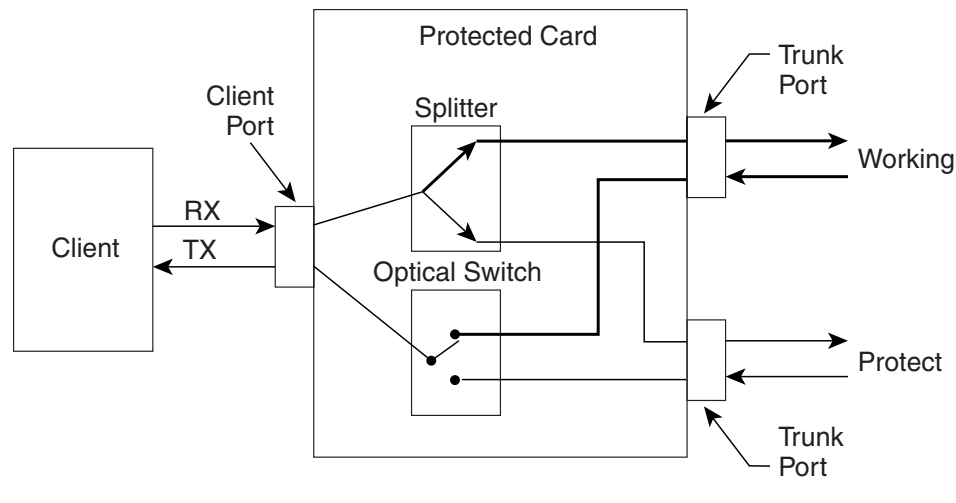 Protected Card
Trunk
Port
Client
Port
Splitter
Working
RX
Client
TX
Optical Switch
Protect
Trunk
Port